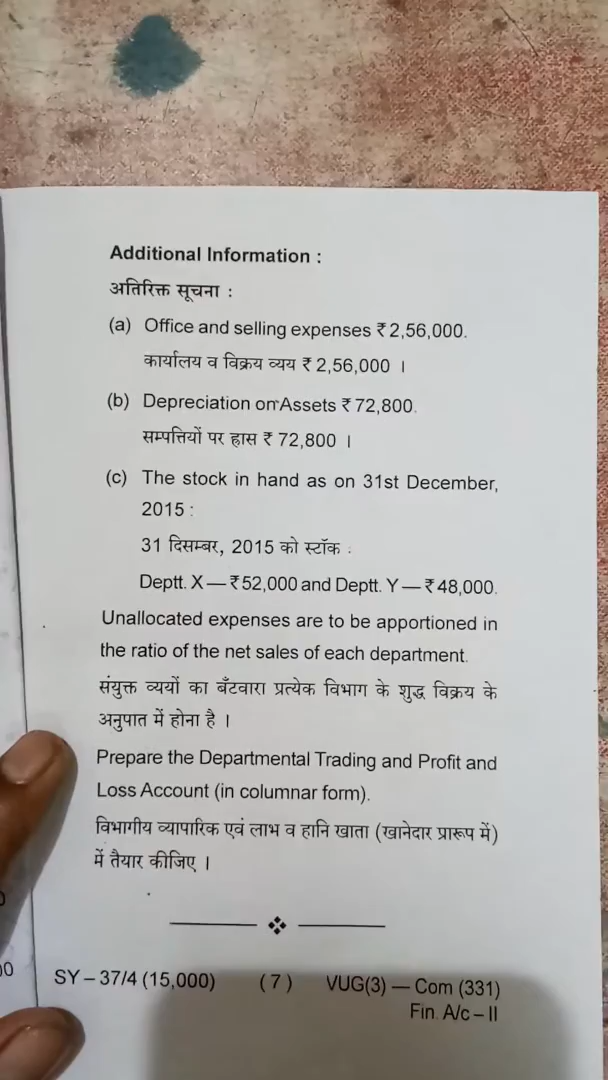 Additional Information :
अतिरिक्त सूचना :
(a) Office and selling expenses ₹ 2,56,000.
कार्यालय व विक्रय व्यय ₹ 2,56,000 ।
(b) Depreciation on Assets ₹ 72,800.
सम्पत्तियों पर ह्रास ₹ 72,800 ।
(c) The stock in hand as on 31st December,
2015 :
31 दिसम्बर, 2015 को स्टॉक :
Deptt. X — ₹ 52,000 and Deptt. Y — ₹ 48,000.
Unallocated expenses are to be apportioned in
the ratio of the net sales of each department.
संयुक्त व्ययों का बँटवारा प्रत्येक विभाग के शुद्ध विक्रय के
अनुपात में होना है ।
Prepare the Departmental Trading and Profit and
Loss Account (in columnar form).
विभागीय व्यापारिक एवं लाभ व हानि खाता (खानेदार प्रारूप में)
में तैयार कीजिए ।
SY – 37/4 (15,000) ( 7 ) VUG(3) — Com (331)
Fin. A/c – II